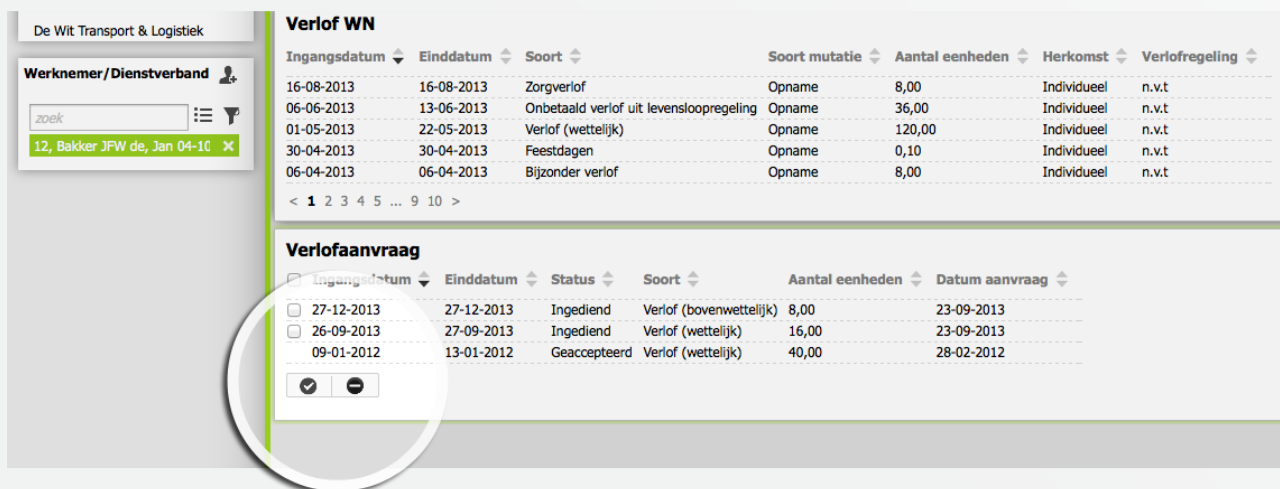 De Wit Transport & Logistiek
Werknemer/Dienstverband
zoek
12, Bakker JFW de, Jan 04-10
Verlof WN
Ingangsdatum Einddatum Soort Soort mutatie Aantal eenheden Herkomst Verlofregeling
16-08-2013 16-08-2013 Zorgverlof Opname 8,00 Individueel n.v.t
06-06-2013 13-06-2013 Onbetaald verlof uit levensloopregeling Opname 36,00 Individueel n.v.t
01-05-2013 22-05-2013 Verlof (wettelijk) Opname 120,00 Individueel n.v.t
30-04-2013 30-04-2013 Feestdagen Opname 0,10 Individueel n.v.t
06-04-2013 06-04-2013 Bijzonder verlof Opname 8,00 Individueel n.v.t
< 1 2 3 4 5 ... 9 10 >
Verlofaanvraag
Ingangsdatum Einddatum Status Soort Aantal eenheden Datum aanvraag
27-12-2013 27-12-2013 Ingediend Verlof (bovenwettelijk) 8,00 23-09-2013
26-09-2013 27-09-2013 Ingediend Verlof (wettelijk) 16,00 23-09-2013
09-01-2012 13-01-2012 Geaccepteerd Verlof (wettelijk) 40,00 28-02-2012